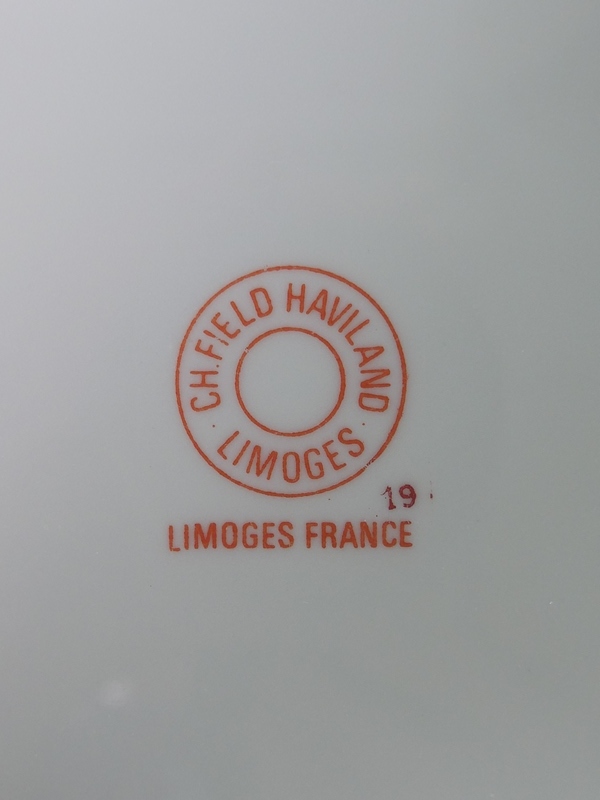 CH. FIELD HAVILAND
LIMOGES
19
LIMOGES FRANCE